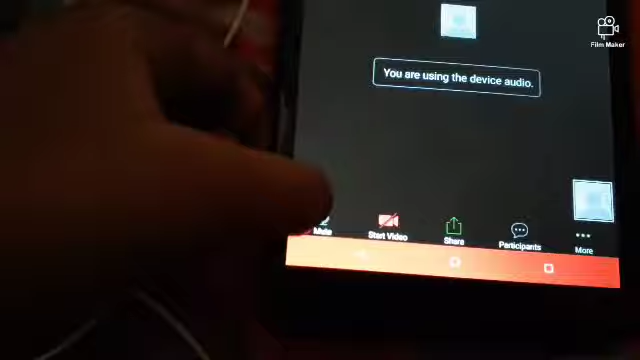 Film Maker
You are using the device audio.
Mute
Start Video
Share
Participants
More